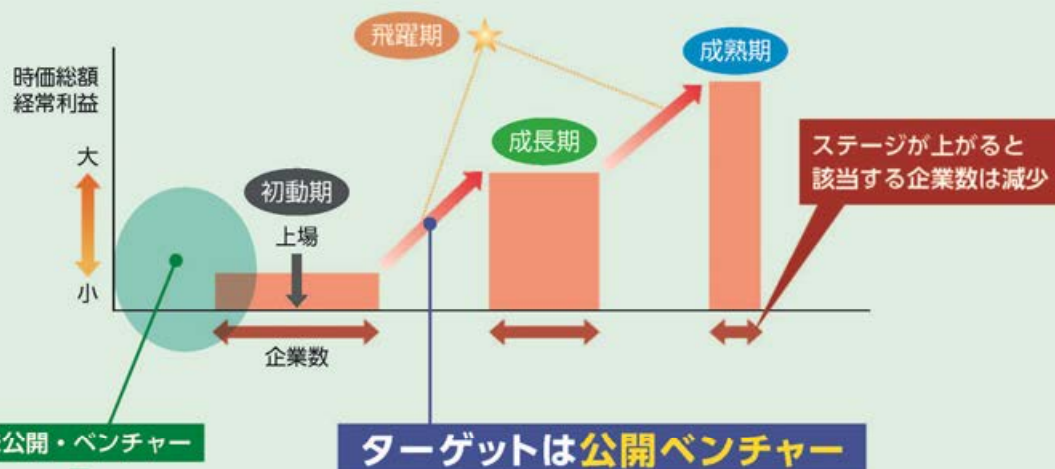 飛躍期
成熟期
時価総額
経常利益
大
成長期
ステージが上がると
該当する企業数は減少
初動期
上場
小
企業数
公開・ベンチャー
ターゲットは公開ベンチャー